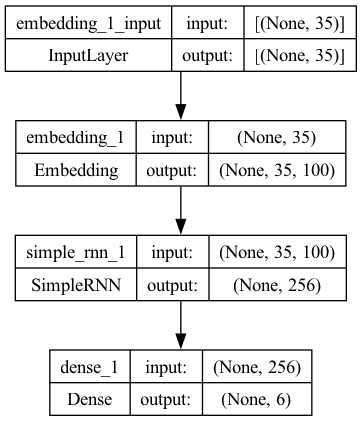 embedding_1_input input: [(None, 35)]
InputLayer output: [(None, 35)]
embedding_1 input: (None, 35)
Embedding output: (None, 35, 100)
simple_rnn_1 input: (None, 35, 100)
SimpleRNN output: (None, 256)
dense_1 input: (None, 256)
Dense output: (None, 6)